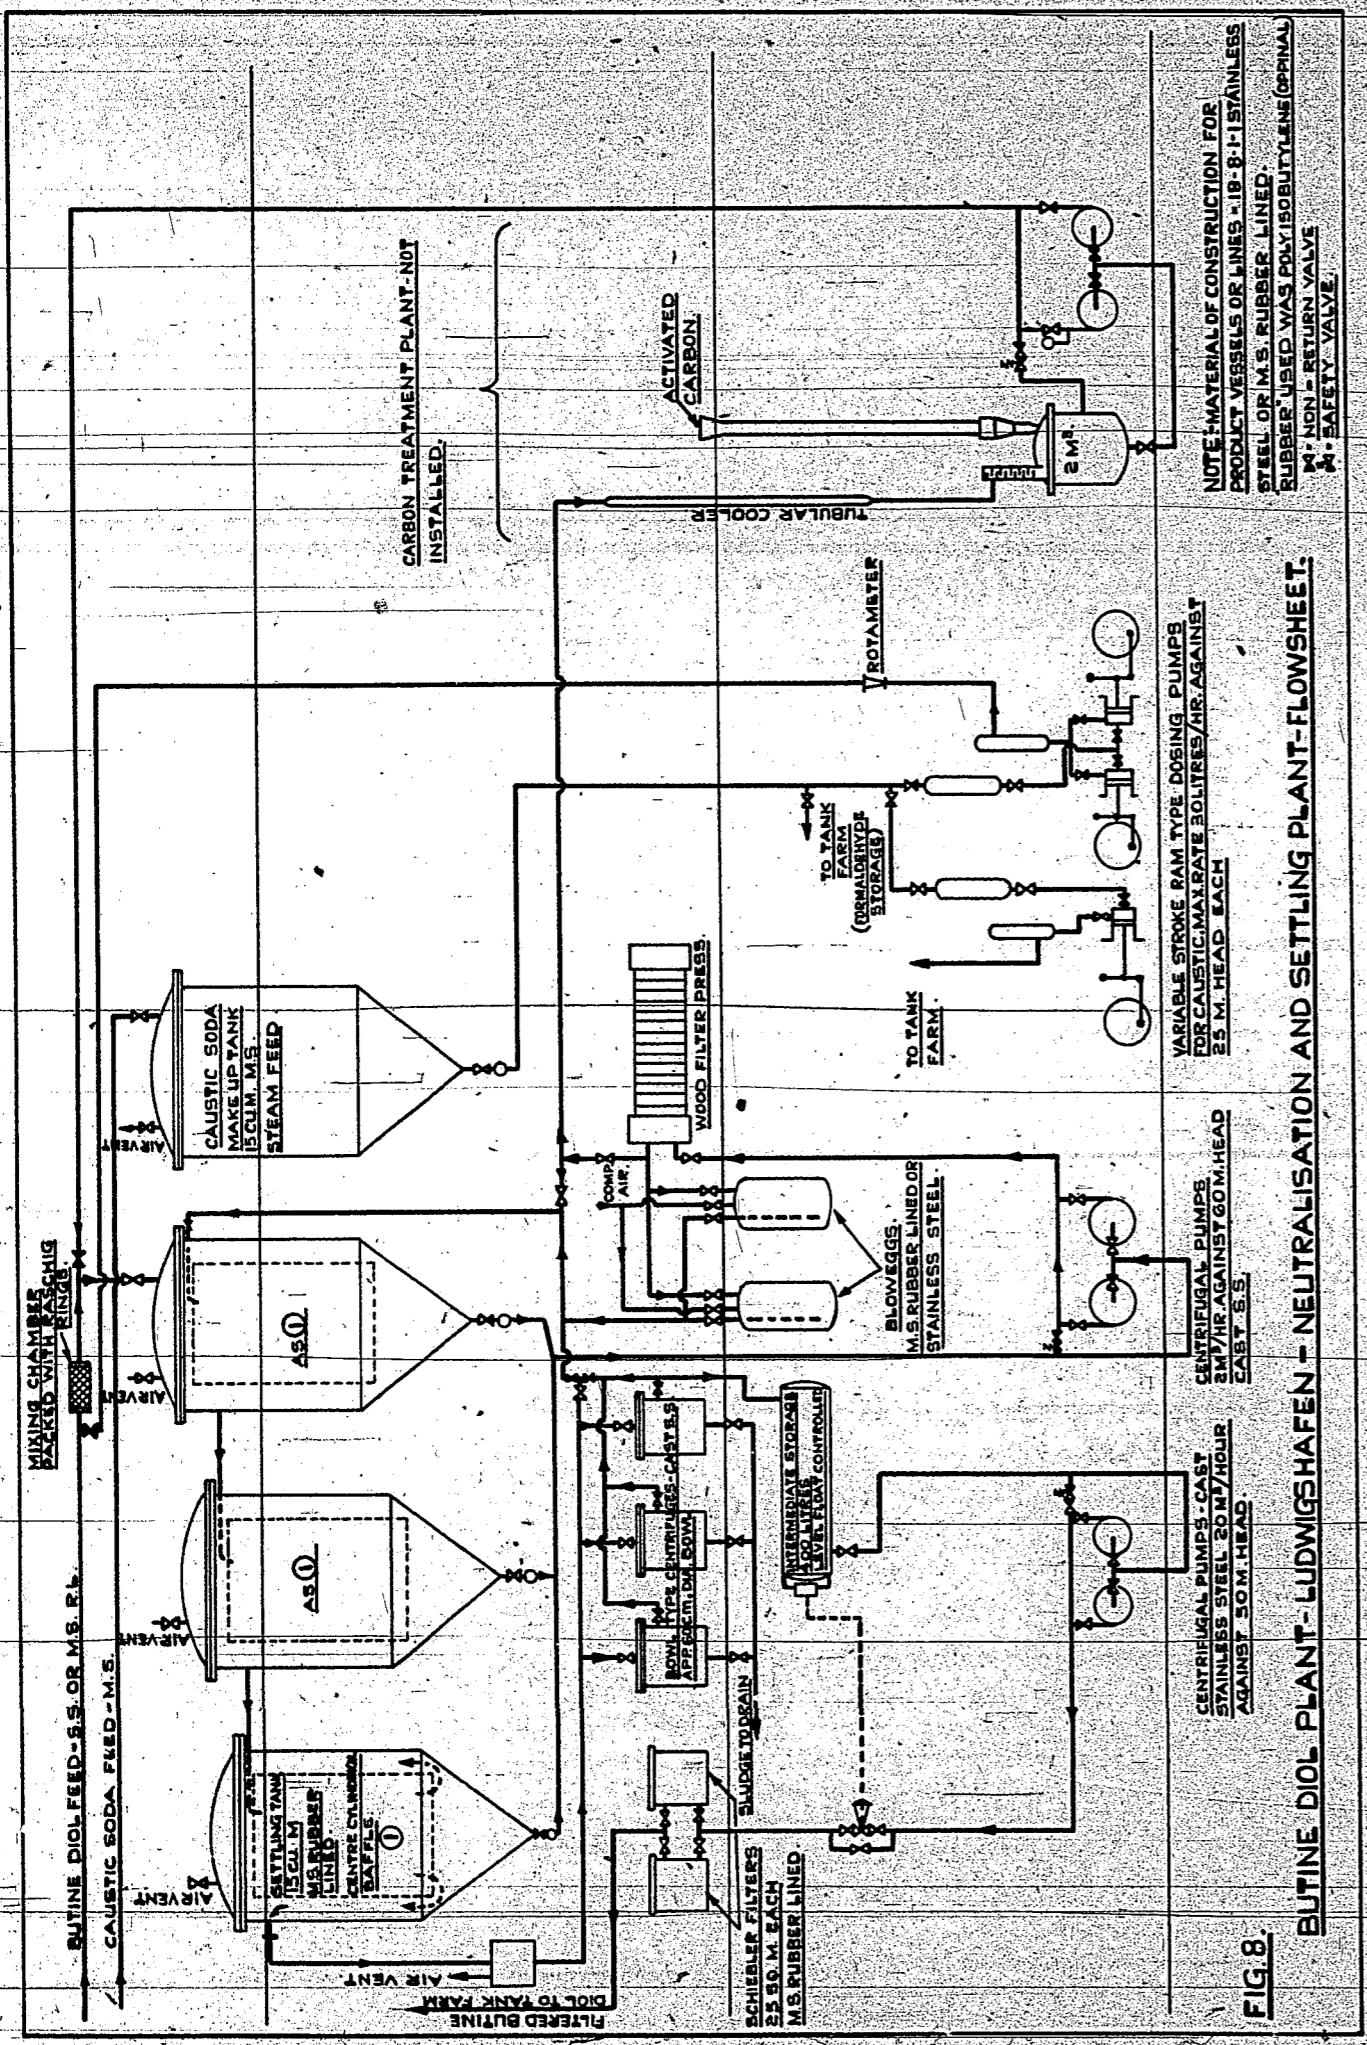 BUTINE DIOL FEED-S.S. OR M.S. R.L.
CAUSTIC SODA FEED-M.S.
MIXING CHAMBER
PACKED WITH RASCHIG
RINGS.
AIR VENT
SETTLING TANK
15 CU. M
M.S. RUBBER
LINED.
CENTRE CYLINDRICAL
BAFFLE.
1
AIR VENT
AS 1
AIR VENT
AS 1
AIR VENT
CAUSTIC SODA
MAKE UP TANK
15 CU.M. M.S.
STEAM FEED
CARBON TREATMENT PLANT-NOT
INSTALLED.
AIR VENT
FILTERED BUTINE
DIOL TO TANK FARM
BOWL TYPE CENTRIFUGES-CAST S.S.
APP. 60CM. DIA. BOWL
SLUDGE TO DRAIN
COMP.
AIR.
WOOD FILTER PRESS.
ACTIVATED
CARBON.
TUBULAR COOLER
2 M³
SCHIEBLER FILTERS
25 SQ. M. EACH
M.S. RUBBER LINED.
INTERMEDIATE STORAGE
400 LITRES
LEVEL FLOAT CONTROLLED
BLOWEGGS.
M.S. RUBBER LINED OR
STAINLESS STEEL.
TO TANK
FARM.
TO TANK
FARM
(FORMALDEHYDE
STORAGE)
ROTAMETER
CENTRIFUGAL PUMPS-CAST
STAINLESS STEEL 20 M³/HOUR
AGAINST 50 M. HEAD.
CENTRIFUGAL PUMPS
2M³/HR. AGAINST 60 M. HEAD
CAST S.S.
VARIABLE STROKE RAM TYPE DOSING PUMPS
FOR CAUSTIC. MAX. RATE 30 LITRES/HR. AGAINST
25 M. HEAD EACH
NOTE:-MATERIAL OF CONSTRUCTION FOR
PRODUCT VESSELS OR LINES = 18-8-1 STAINLESS
STEEL OR M.S. RUBBER LINED.
RUBBER USED WAS POLYISOBUTYLENE (OPPINAL)
= NON-RETURN VALVE
= SAFETY VALVE.
FIG. 8.
BUTINE DIOL PLANT-LUDWIGSHAFEN-NEUTRALISATION AND SETTLING PLANT-FLOWSHEET.